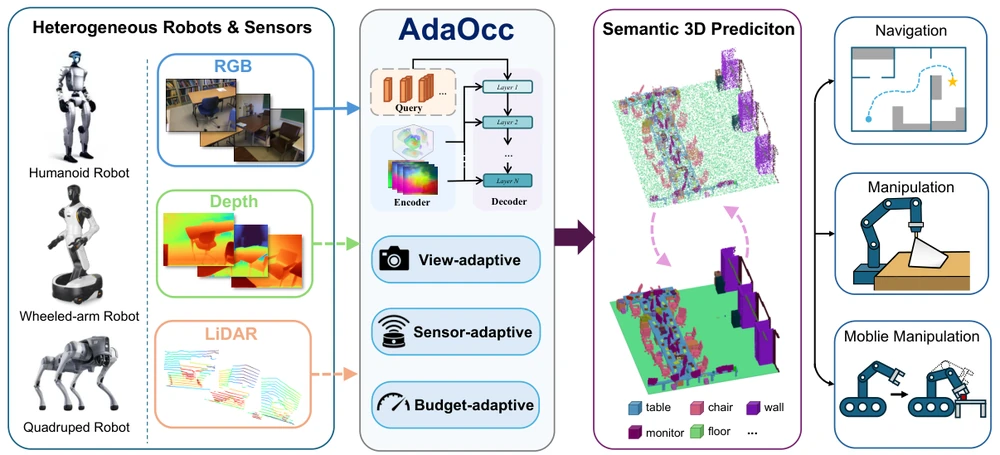 Heterogeneous Robots & Sensors
Humanoid Robot
Wheeled-arm Robot
Quadruped Robot
RGB
Depth
LiDAR
AdaOcc
Query
...
Encoder
Layer 1
Layer 2
...
Layer N
Decoder
View-adaptive
Sensor-adaptive
Budget-adaptive
Semantic 3D Prediciton
table
chair
wall
monitor
floor
...
Navigation
Manipulation
Moblie Manipulation